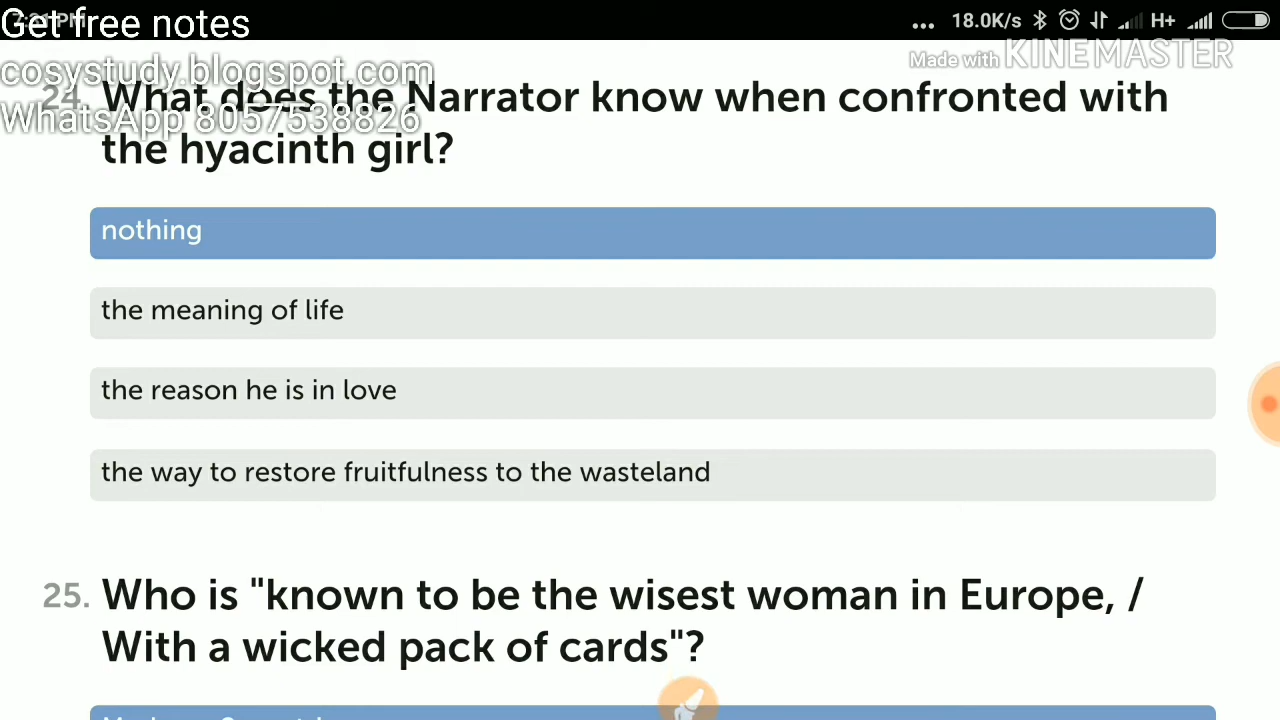 Get free notes
... 18.0K/s H+
Made with KINEMASTER
cosystudy.blogspot.com
24. What does the Narrator know when confronted with
WhatsApp 8057538826
the hyacinth girl?
nothing
the meaning of life
the reason he is in love
the way to restore fruitfulness to the wasteland
25. Who is "known to be the wisest woman in Europe, /
With a wicked pack of cards"?